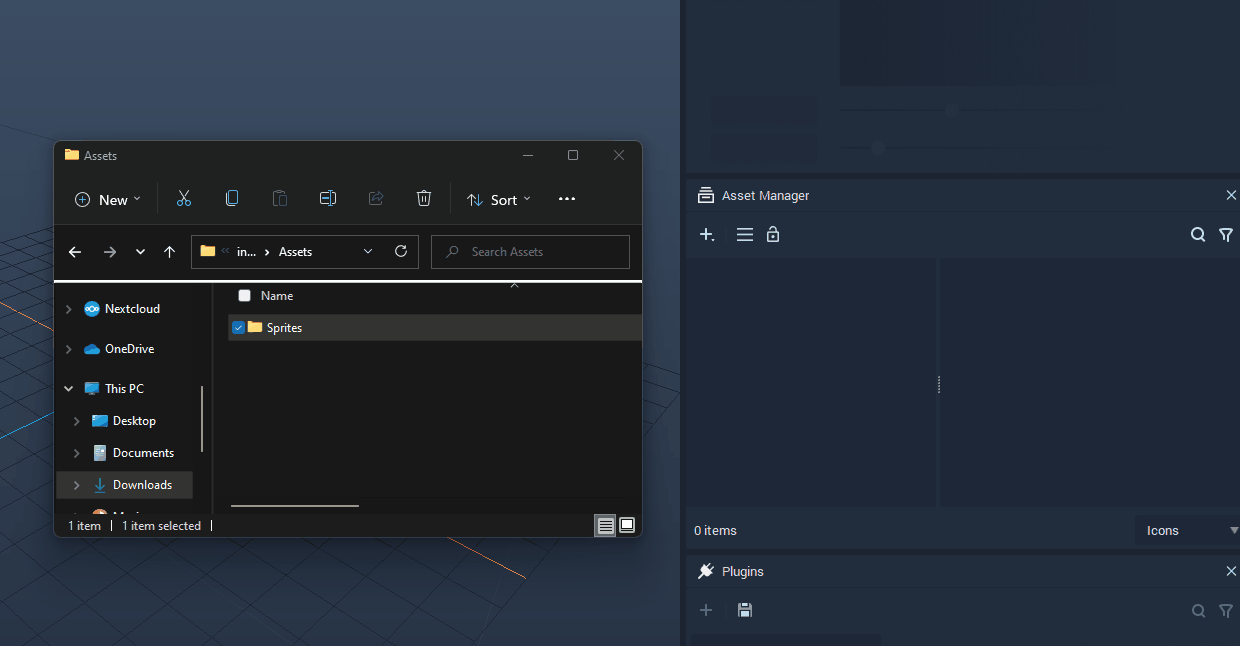 Assets
New
Sort
in...
Assets
Search Assets
Name
Sprites
Nextcloud
OneDrive
This PC
Desktop
Documents
Downloads
1 item
1 item selected
Asset Manager
0 items
Icons
Plugins